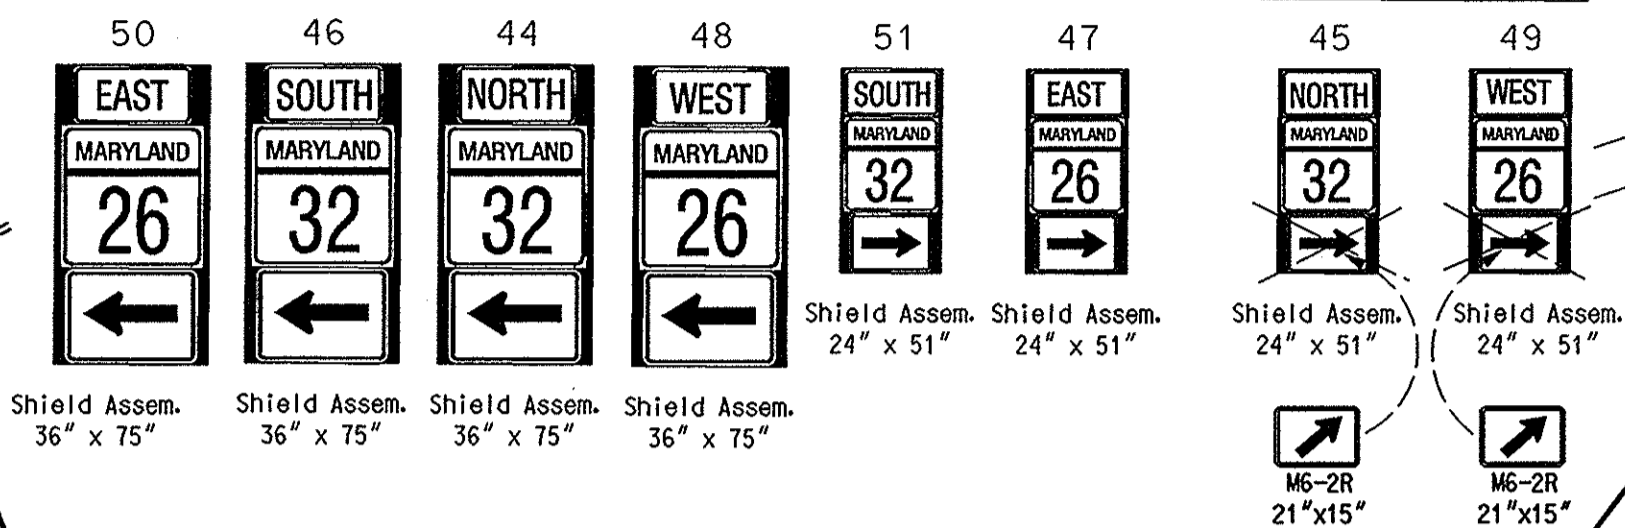 50 46 44 48 51 47 45 49
EAST SOUTH NORTH WEST SOUTH EAST NORTH WEST
MARYLAND MARYLAND MARYLAND MARYLAND MARYLAND MARYLAND MARYLAND MARYLAND
26 32 32 26 32 26 32 26
Shield Assem. Shield Assem. Shield Assem. Shield Assem.
24" x 51" 24" x 51" 24" x 51" 24" x 51"
Shield Assem. Shield Assem. Shield Assem. Shield Assem.
36" x 75" 36" x 75" 36" x 75" 36" x 75"
M6-2R M6-2R
21"x15" 21"x15"